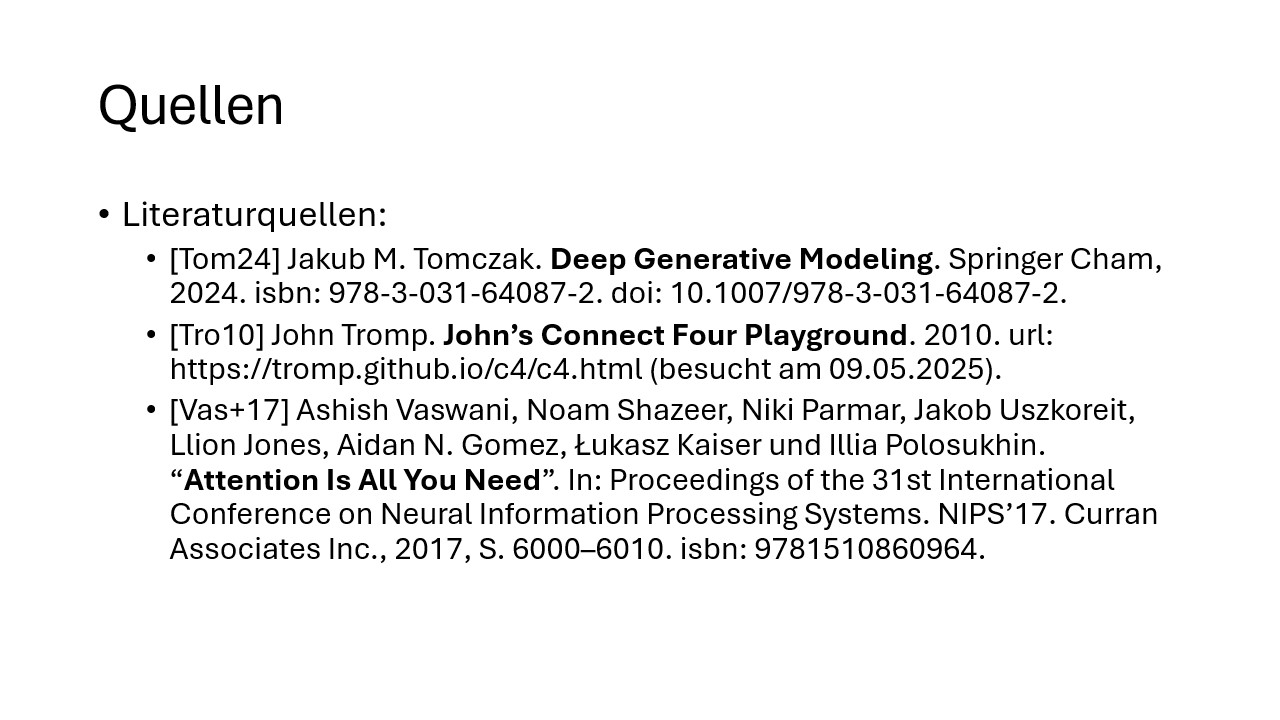 Quellen
• Literaturquellen:
• [Tom24] Jakub M. Tomczak. Deep Generative Modeling. Springer Cham,
2024. isbn: 978-3-031-64087-2. doi: 10.1007/978-3-031-64087-2.
• [Tro10] John Tromp. John’s Connect Four Playground. 2010. url:
https://tromp.github.io/c4/c4.html (besucht am 09.05.2025).
• [Vas+17] Ashish Vaswani, Noam Shazeer, Niki Parmar, Jakob Uszkoreit,
Llion Jones, Aidan N. Gomez, Łukasz Kaiser und Illia Polosukhin.
“Attention Is All You Need”. In: Proceedings of the 31st International
Conference on Neural Information Processing Systems. NIPS’17. Curran
Associates Inc., 2017, S. 6000–6010. isbn: 9781510860964.